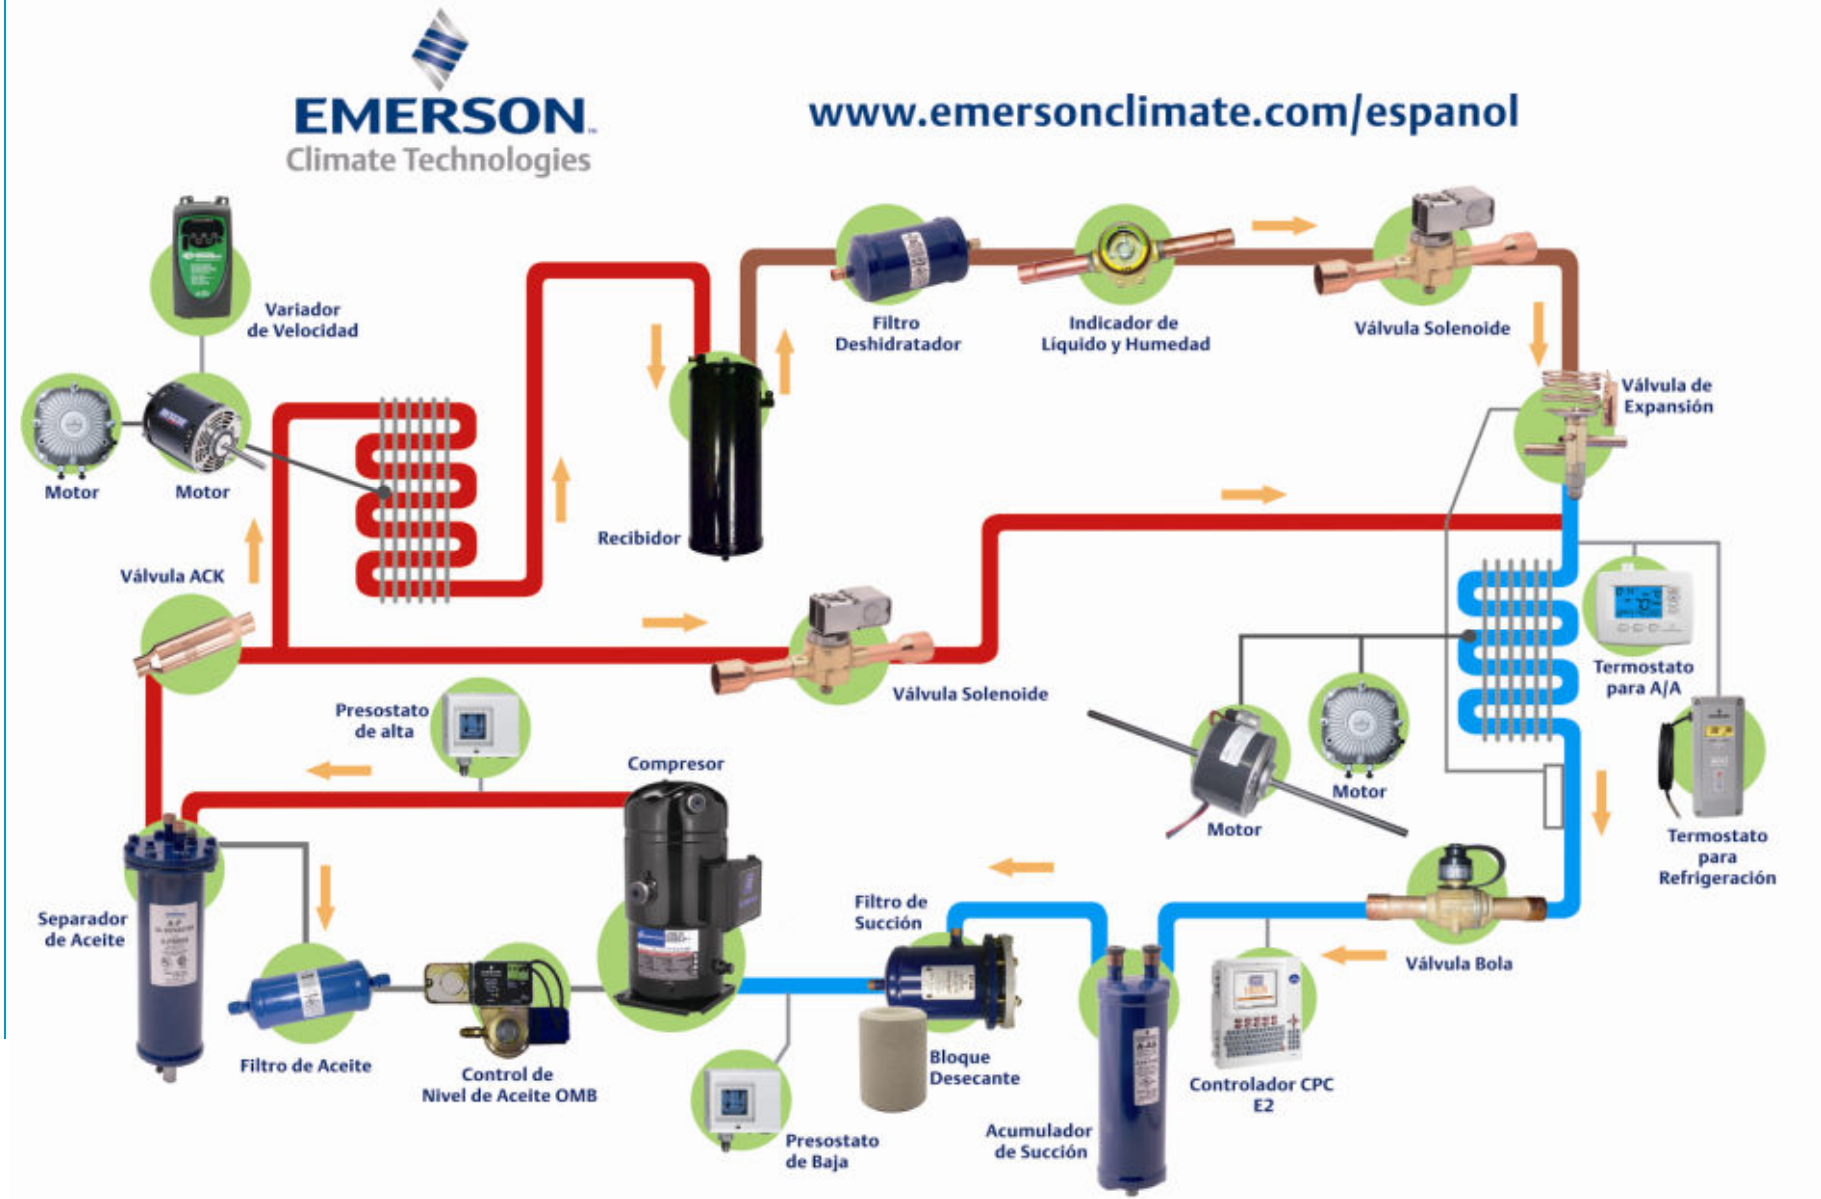 EMERSON
Climate Technologies
www.emersonclimate.com/espanol
Variador
de Velocidad
Motor
Motor
Filtro
Deshidratador
Indicador de
Líquido y Humedad
Válvula Solenoide
Válvula de
Expansión
Recibidor
Válvula ACK
Válvula Solenoide
Presostato
de alta
Compresor
Termostato
para A/A
Motor
Motor
Termostato
para
Refrigeración
Separador
de Aceite
Filtro de
Succión
Válvula Bola
Filtro de Aceite
Control de
Nivel de Aceite OMB
Bloque
Desecante
Controlador CPC
E2
Presostato
de Baja
Acumulador
de Succión